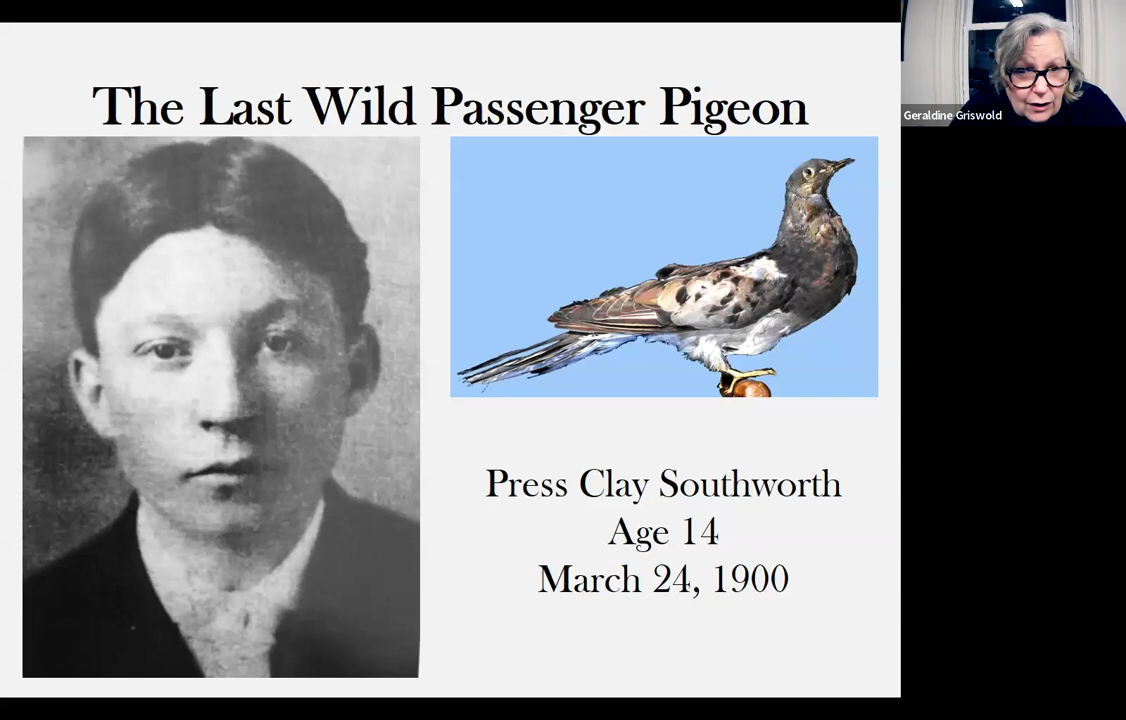 The Last Wild Passenger Pigeon
Geraldine Griswold
Press Clay Southworth
Age 14
March 24, 1900